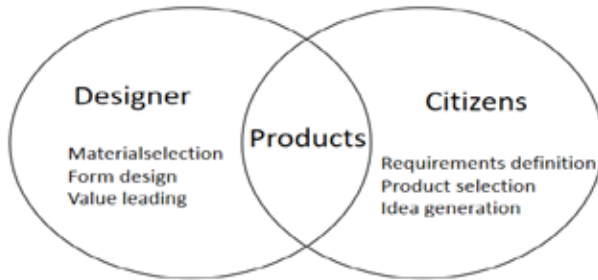 Designer
Materialselection
Form design
Value leading
Products
Citizens
Requirements definition
Product selection
Idea generation